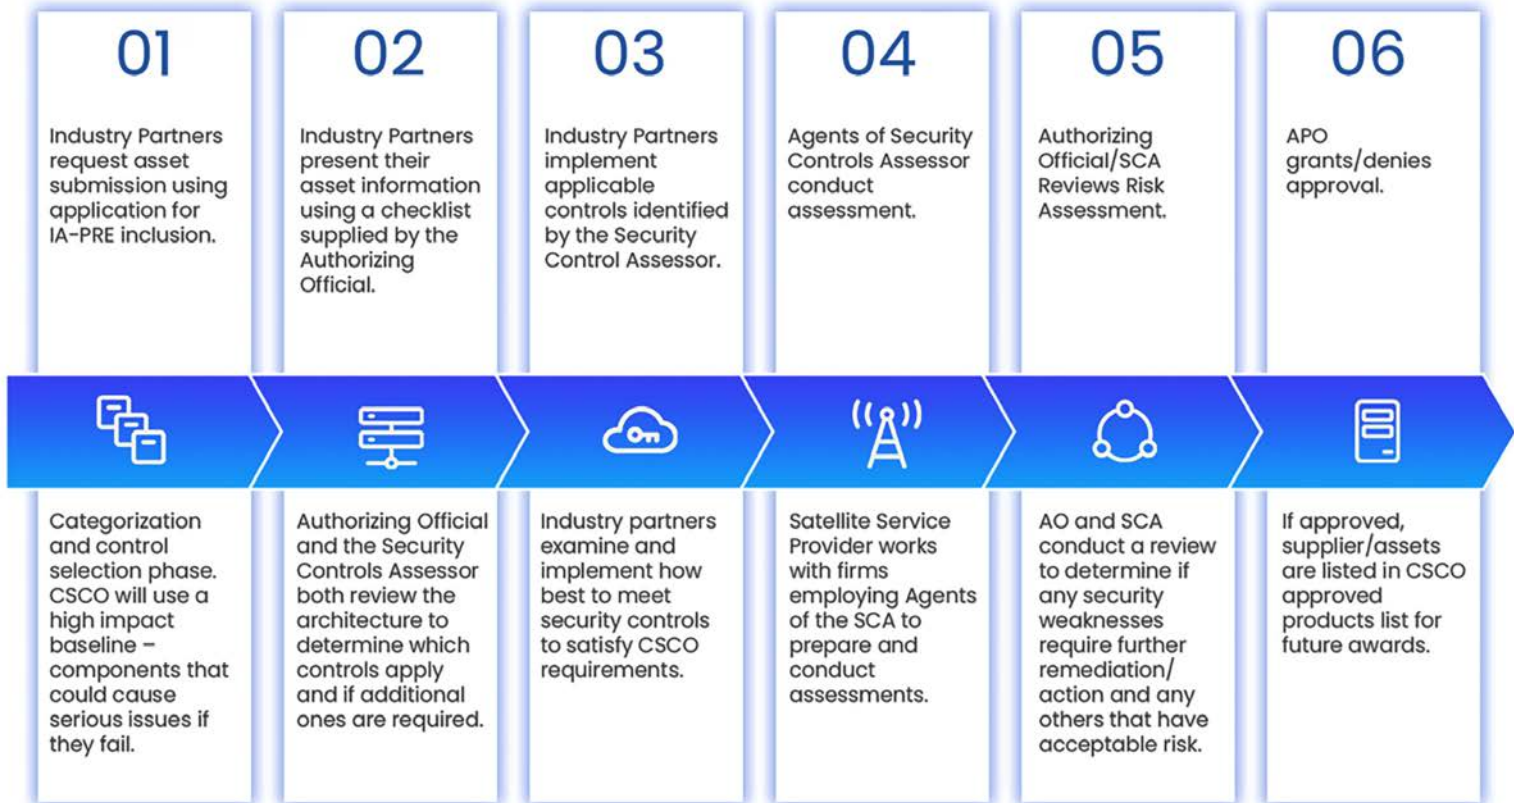 01
Industry Partners
request asset
submission using
application for
IA-PRE inclusion.
02
Industry Partners
present their
asset information
using a checklist
supplied by the
Authorizing
Official.
03
Industry Partners
implement
applicable
controls identified
by the Security
Control Assessor.
04
Agents of Security
Controls Assessor
conduct
assessment.
05
Authorizing
Official/SCA
Reviews Risk
Assessment.
06
APO
grants/denies
approval.
Categorization
and control
selection phase.
CSCO will use a
high impact
baseline –
components that
could cause
serious issues if
they fail.
Authorizing Official
and the Security
Controls Assessor
both review the
architecture to
determine which
controls apply
and if additional
ones are required.
Industry partners
examine and
implement how
best to meet
security controls
to satisfy CSCO
requirements.
Satellite Service
Provider works
with firms
employing Agents
of the SCA to
prepare and
conduct
assessments.
AO and SCA
conduct a review
to determine if
any security
weaknesses
require further
remediation/
action and any
others that have
acceptable risk.
If approved,
supplier/assets
are listed in CSCO
approved
products list for
future awards.